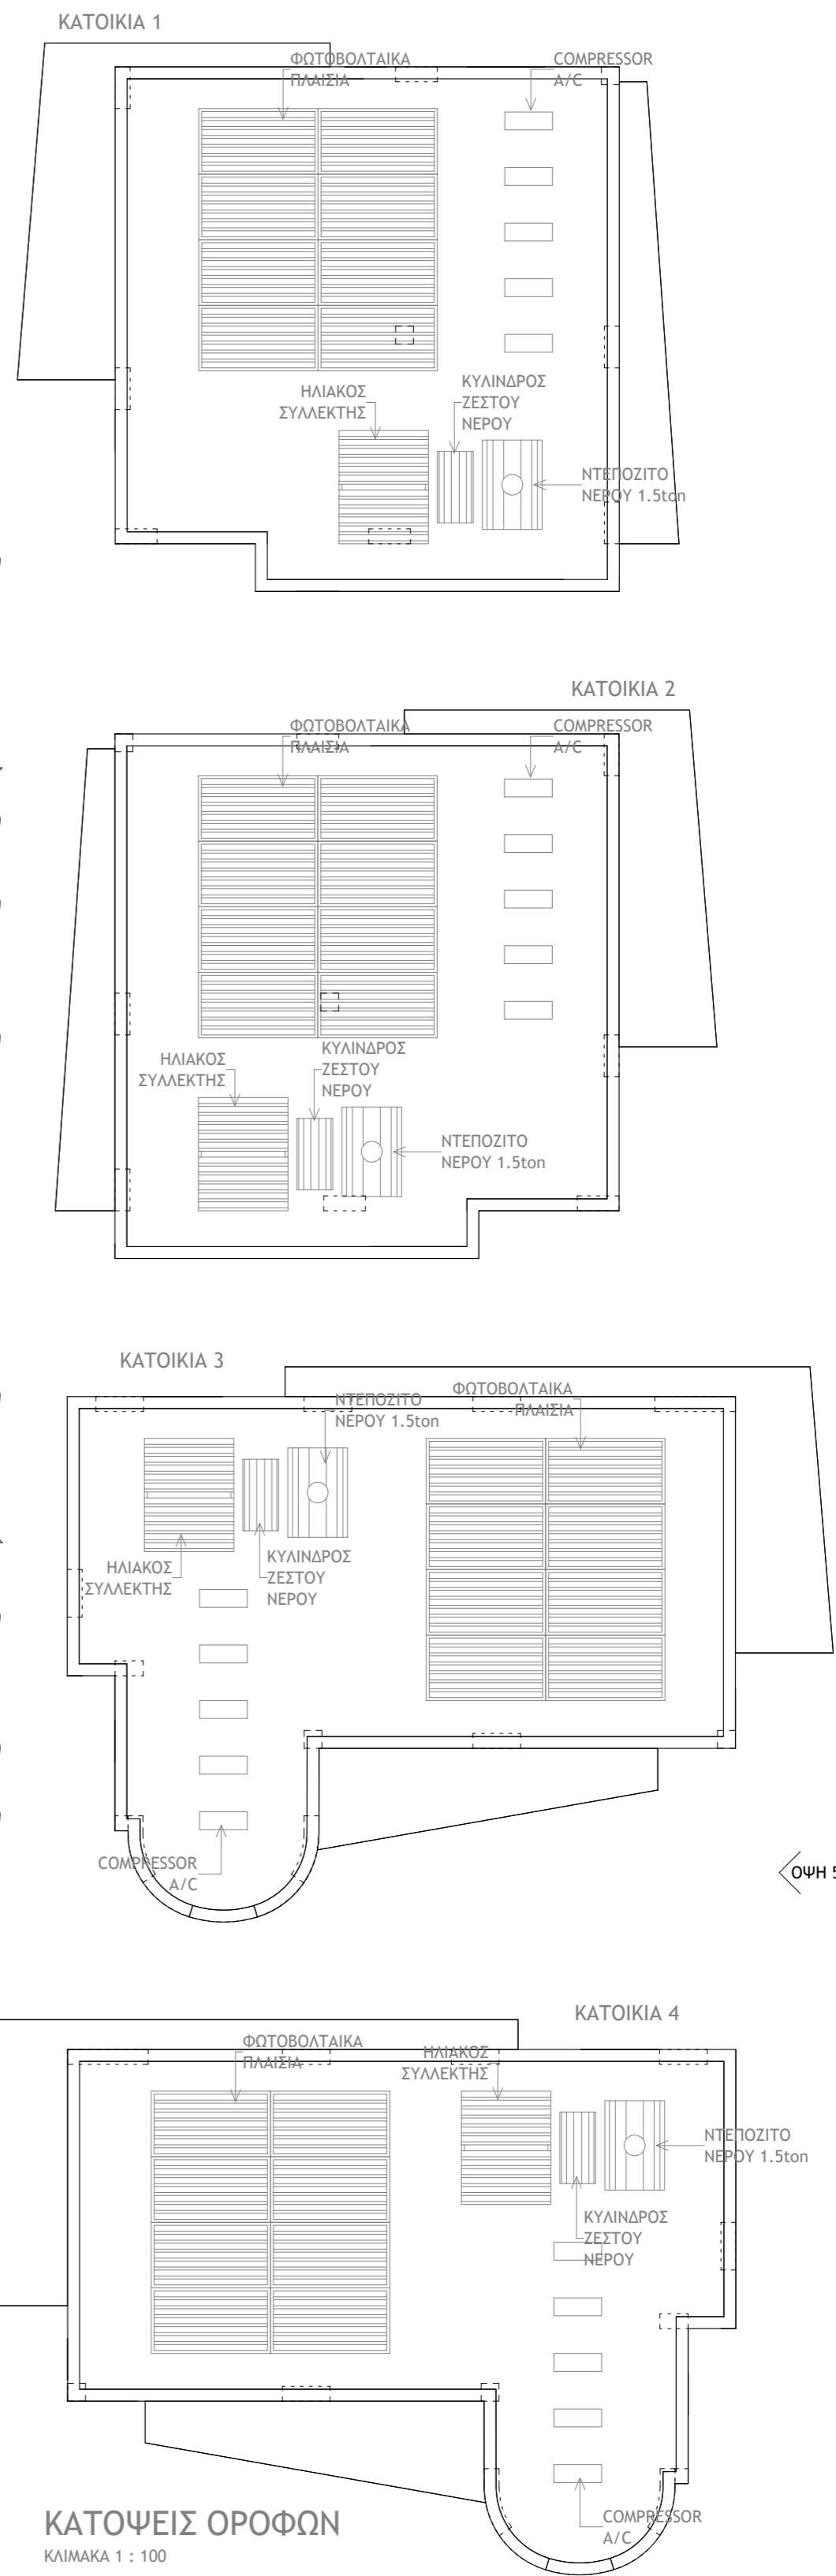 ΚΑΤΟΙΚΙΑ 1
ΦΩΤΟΒΟΛΤΑΙΚΑ
ΠΛΑΙΣΙΑ
COMPRESSOR
A/C
ΗΛΙΑΚΟΣ
ΣΥΛΛΕΚΤΗΣ
ΚΥΛΙΝΔΡΟΣ
ΖΕΣΤΟΥ
ΝΕΡΟΥ
ΝΤΕΠΟΖΙΤΟ
ΝΕΡΟΥ 1.5ton
ΚΑΤΟΙΚΙΑ 2
ΦΩΤΟΒΟΛΤΑΙΚΑ
ΠΛΑΙΣΙΑ
COMPRESSOR
A/C
ΗΛΙΑΚΟΣ
ΣΥΛΛΕΚΤΗΣ
ΚΥΛΙΝΔΡΟΣ
ΖΕΣΤΟΥ
ΝΕΡΟΥ
ΝΤΕΠΟΖΙΤΟ
ΝΕΡΟΥ 1.5ton
ΚΑΤΟΙΚΙΑ 3
ΝΤΕΠΟΖΙΤΟ
ΝΕΡΟΥ 1.5ton
ΦΩΤΟΒΟΛΤΑΙΚΑ
ΠΛΑΙΣΙΑ
ΗΛΙΑΚΟΣ
ΣΥΛΛΕΚΤΗΣ
ΚΥΛΙΝΔΡΟΣ
ΖΕΣΤΟΥ
ΝΕΡΟΥ
COMPRESSOR
A/C
ΟΨΗ 5
ΚΑΤΟΙΚΙΑ 4
ΦΩΤΟΒΟΛΤΑΙΚΑ
ΠΛΑΙΣΙΑ
ΗΛΙΑΚΟΣ
ΣΥΛΛΕΚΤΗΣ
ΝΤΕΠΟΖΙΤΟ
ΝΕΡΟΥ 1.5ton
ΚΥΛΙΝΔΡΟΣ
ΖΕΣΤΟΥ
ΝΕΡΟΥ
COMPRESSOR
A/C
ΚΑΤΟΨΕΙΣ ΟΡΟΦΩΝ
ΚΛΙΜΑΚΑ 1 : 100